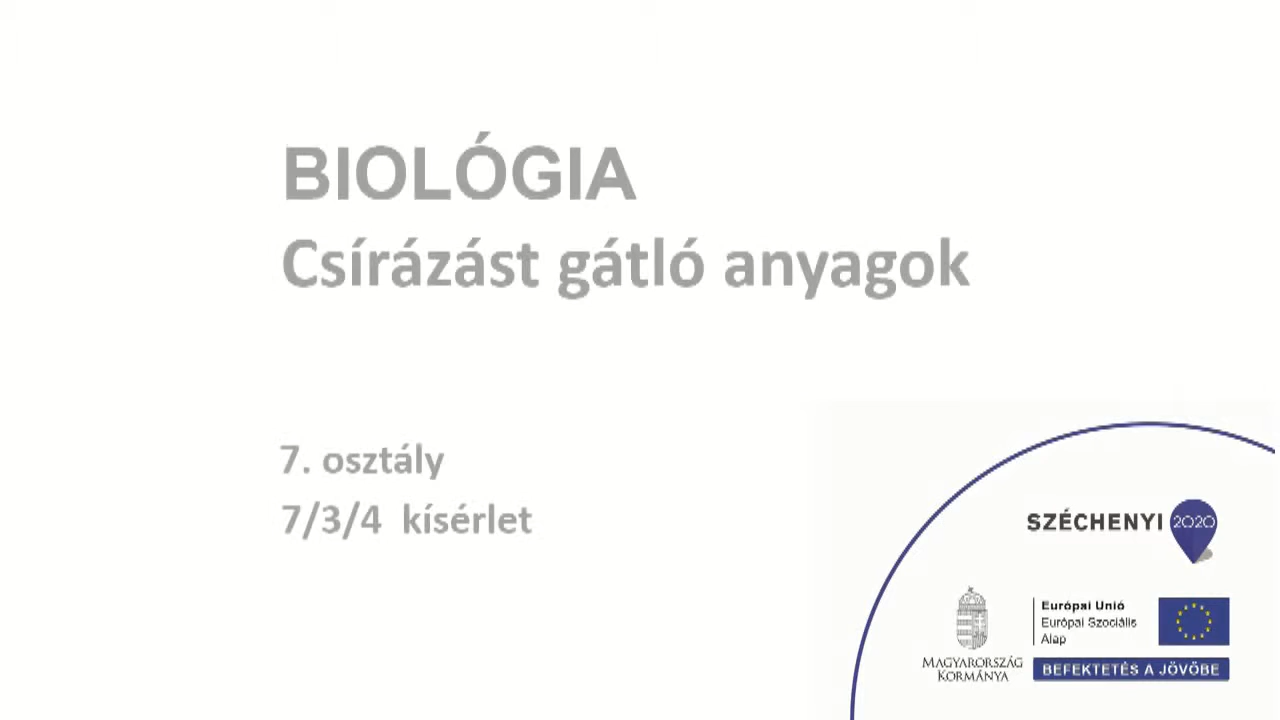 BIOLÓGIA
Csírázást gátló anyagok
7. osztály
7/3/4 kísérlet
SZÉCHENYI 2020
Európai Unió
Európai Szociális
Alap
MAGYARORSZÁG
KORMÁNYA
BEFEKTETÉS A JÖVŐBE